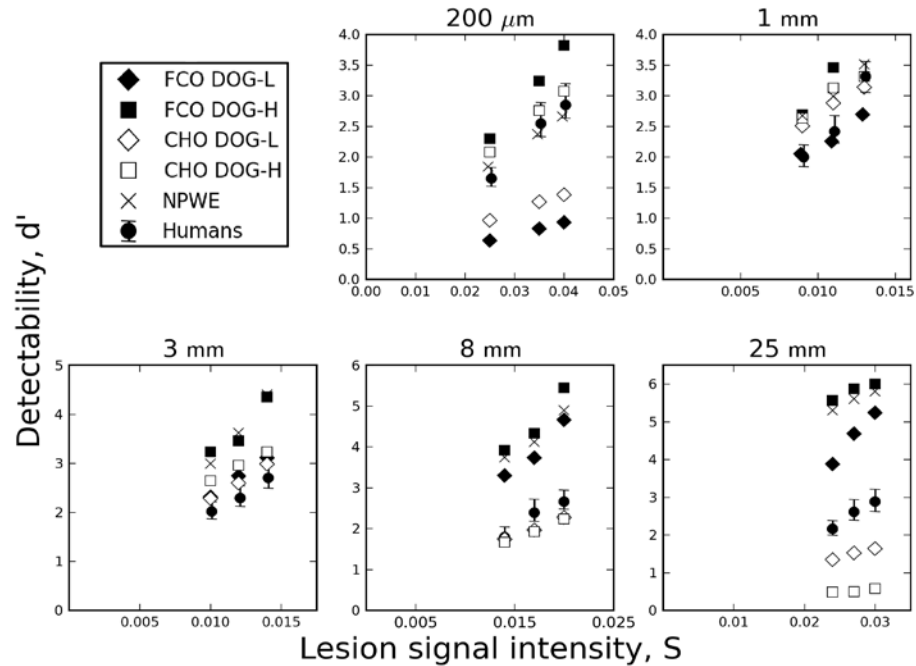 200 μm
1 mm
FCO DOG-L
FCO DOG-H
CHO DOG-L
CHO DOG-H
NPWE
Humans
4.0
3.5
3.0
2.5
2.0
1.5
1.0
0.5
0.0
0.00 0.01 0.02 0.03 0.04 0.05
4.0
3.5
3.0
2.5
2.0
1.5
1.0
0.5
0.0
0.005 0.010 0.015
Detectability, d'
3 mm
8 mm
25 mm
5
4
3
2
1
0
0.005 0.010 0.015
6
5
4
3
2
1
0
0.005 0.015 0.025
6
5
4
3
2
1
0
0.01 0.02 0.03
Lesion signal intensity, S